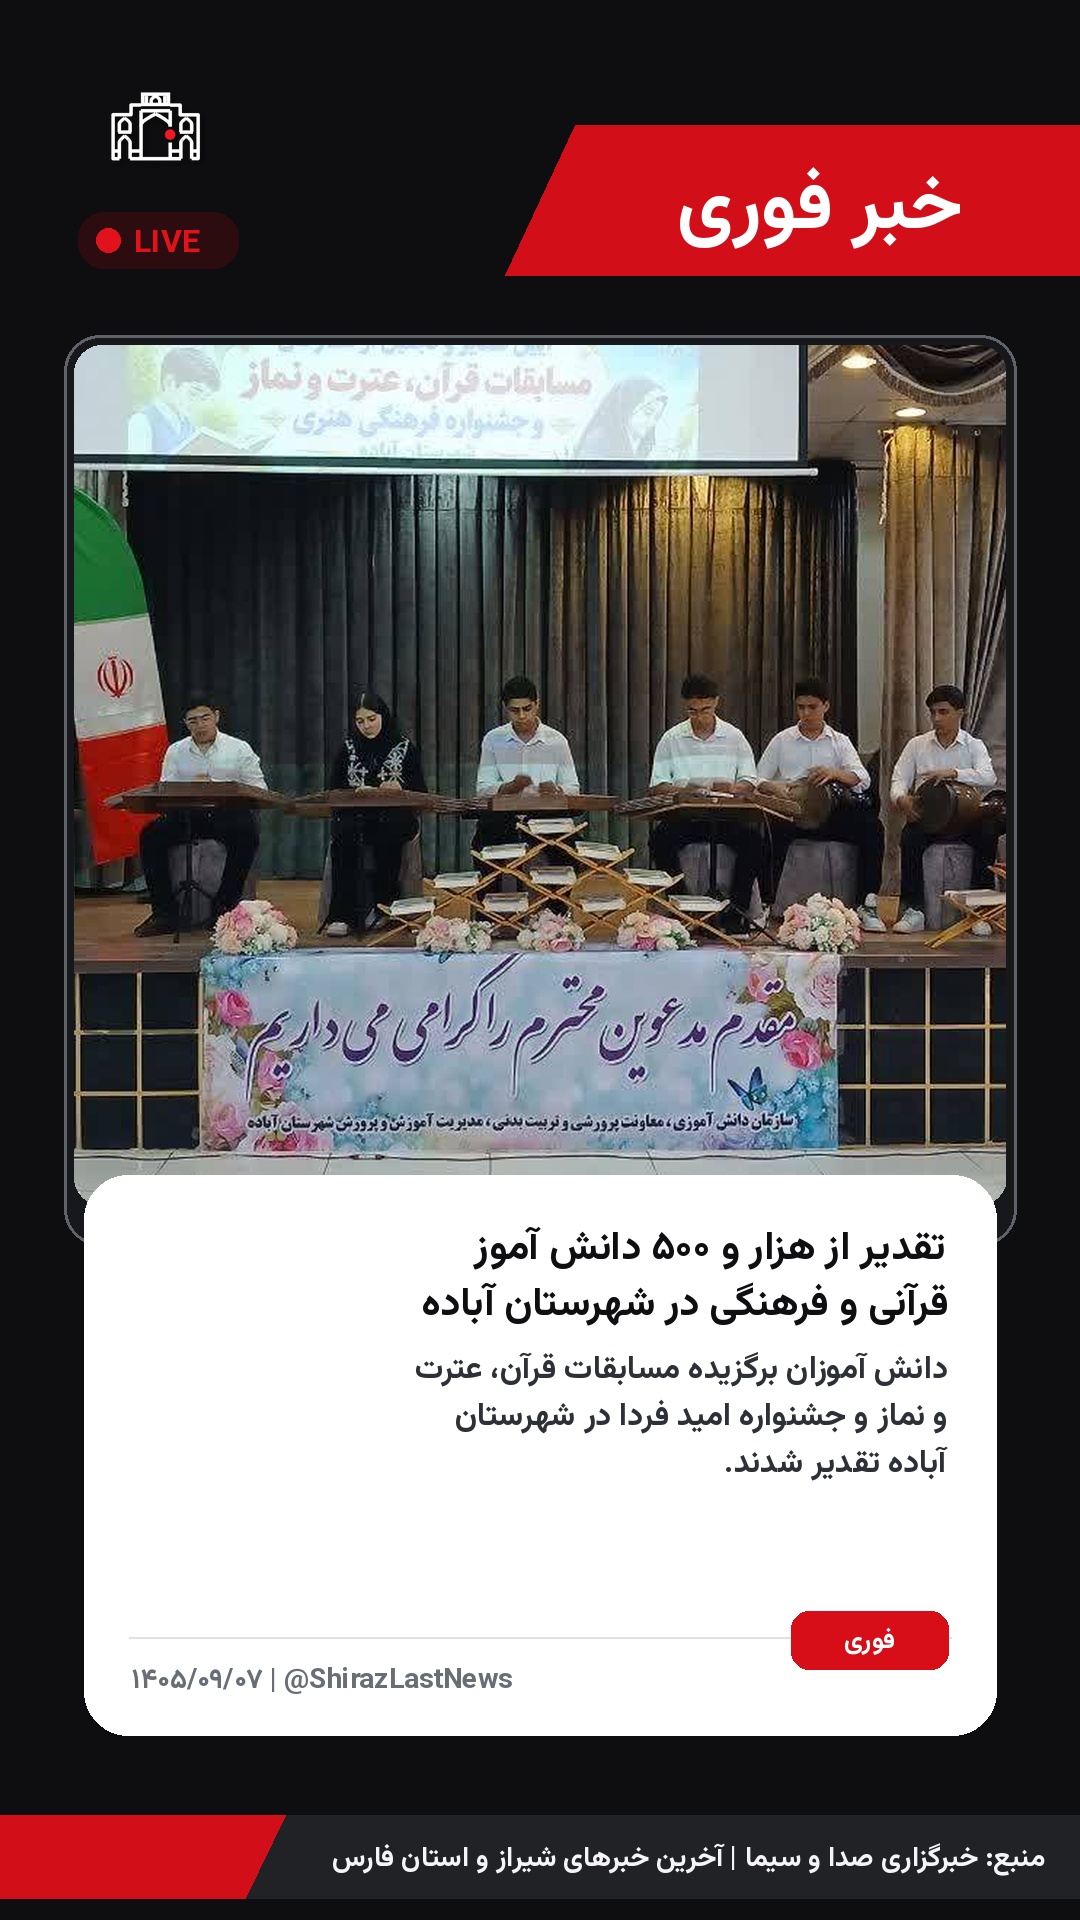 خبر فوری
LIVE
مسابقات قرآن، عترت و نماز
و جشنواره فرهنگی هنری
شهرستان آباده
مقدم مدعوین محترم را گرامی می داریم
سازمان دانش آموزی ، معاونت پرورشی و تربیت بدنی ، مدیریت آموزش و پرورش شهرستان آباده
تقدیر از هزار و ۵۰۰ دانش آموز
قرآنی و فرهنگی در شهرستان آباده
دانش آموزان برگزیده مسابقات قرآن، عترت
و نماز و جشنواره امید فردا در شهرستان
آباده تقدیر شدند.
فوری
۱۴۰۵/۰۹/۰۷ | @ShirazLastNews
منبع: خبرگزاری صدا و سیما | آخرین خبرهای شیراز و استان فارس